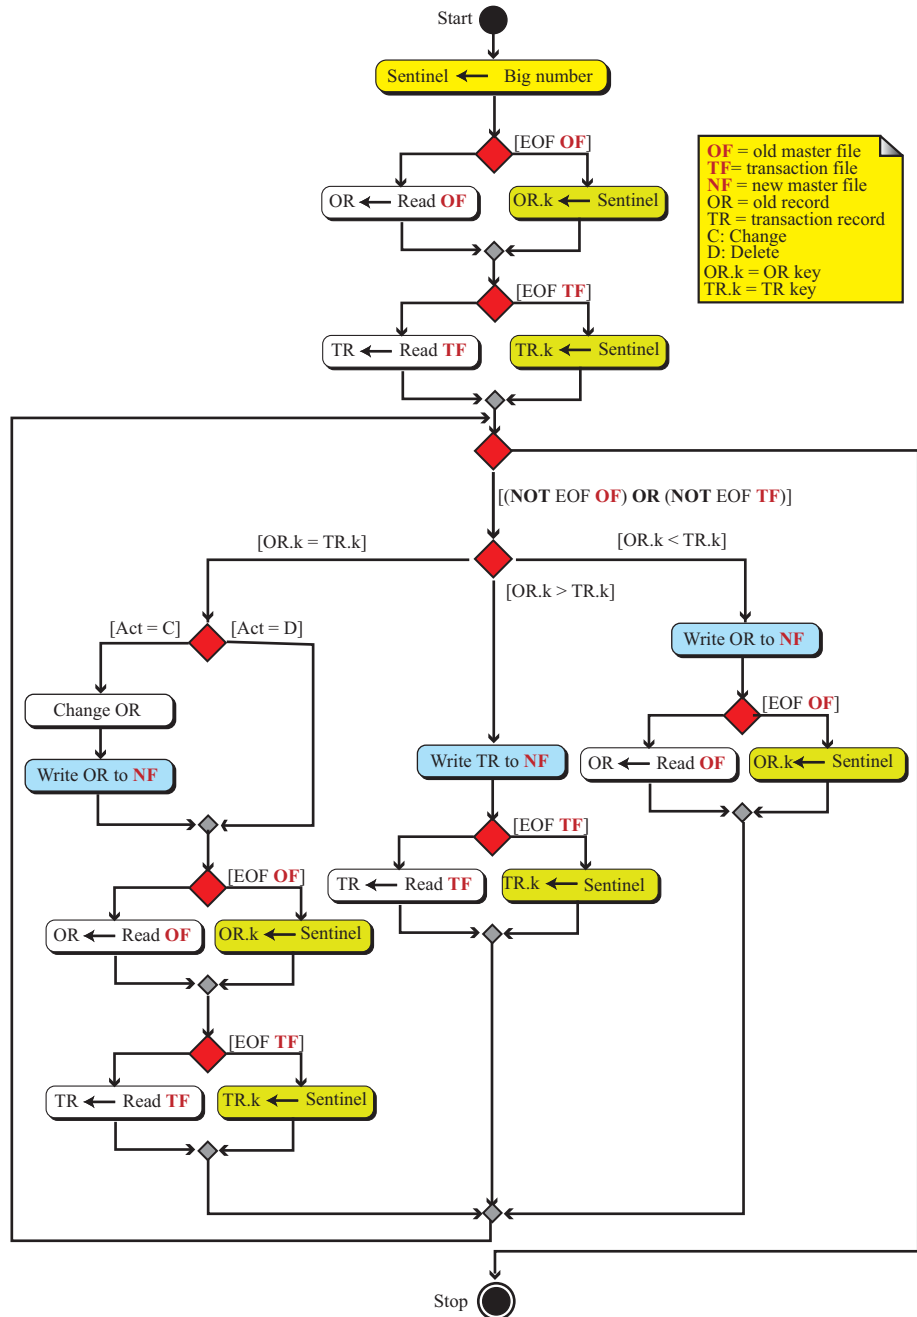 Start
Sentinel Big number
[EOF OF]
OR Read OF
OR.k Sentinel
OF = old master file
TF= transaction file
NF = new master file
OR = old record
TR = transaction record
C: Change
D: Delete
OR.k = OR key
TR.k = TR key
[EOF TF]
TR Read TF
TR.k Sentinel
[(NOT EOF OF) OR (NOT EOF TF)]
[OR.k = TR.k]
[OR.k < TR.k]
[OR.k > TR.k]
[Act = C]
[Act = D]
Write OR to NF
Change OR
[EOF OF]
Write OR to NF
Write TR to NF
OR Read OF
OR.k Sentinel
[EOF TF]
[EOF OF]
TR Read TF
TR.k Sentinel
OR Read OF
OR.k Sentinel
[EOF TF]
TR Read TF
TR.k Sentinel
Stop